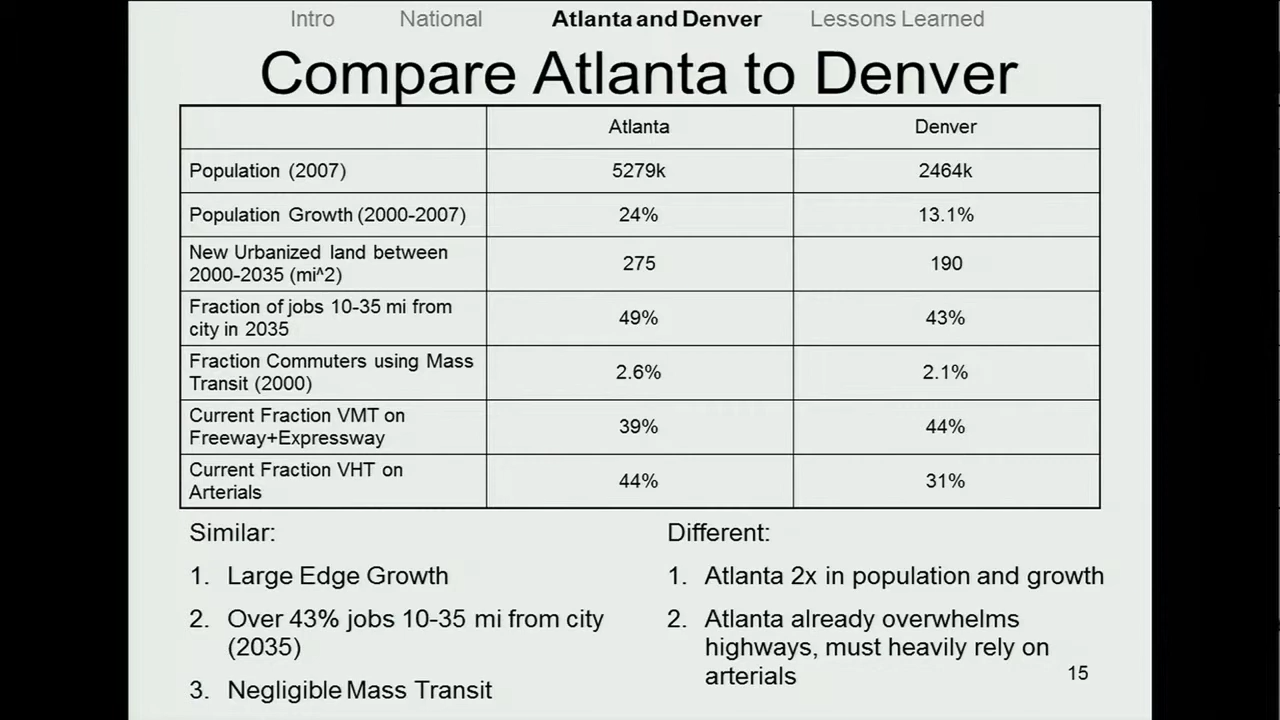 Intro National Atlanta and Denver Lessons Learned
Compare Atlanta to Denver
Atlanta Denver
Population (2007) 5279k 2464k
Population Growth (2000-2007) 24% 13.1%
New Urbanized land between
2000-2035 (mi^2) 275 190
Fraction of jobs 10-35 mi from
city in 2035 49% 43%
Fraction Commuters using Mass
Transit (2000) 2.6% 2.1%
Current Fraction VMT on
Freeway+Expressway 39% 44%
Current Fraction VHT on
Arterials 44% 31%
Similar:
1. Large Edge Growth
2. Over 43% jobs 10-35 mi from city
(2035)
3. Negligible Mass Transit
Different:
1. Atlanta 2x in population and growth
2. Atlanta already overwhelms
highways, must heavily rely on
arterials
15